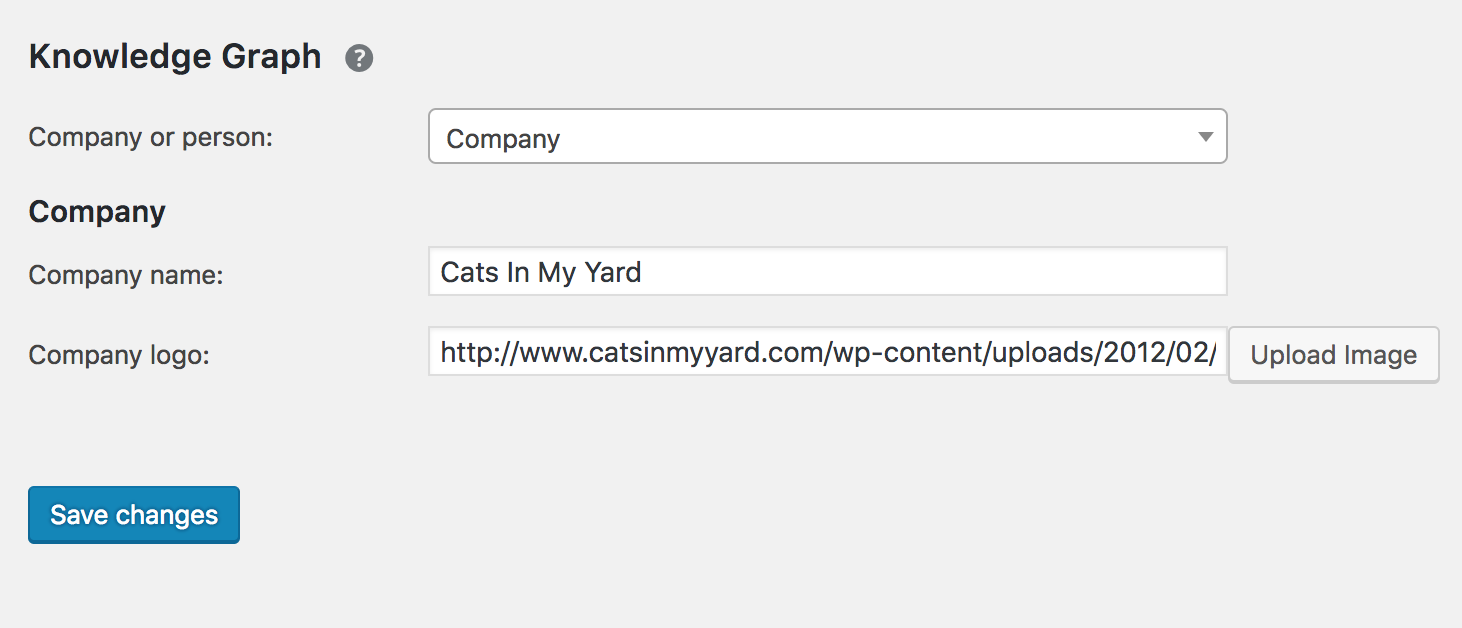 Knowledge Graph ?
Company or person: Company
Company
Company name: Cats In My Yard
Company logo: http://www.catsinmyyard.com/wp-content/uploads/2012/02/ Upload Image
Save changes